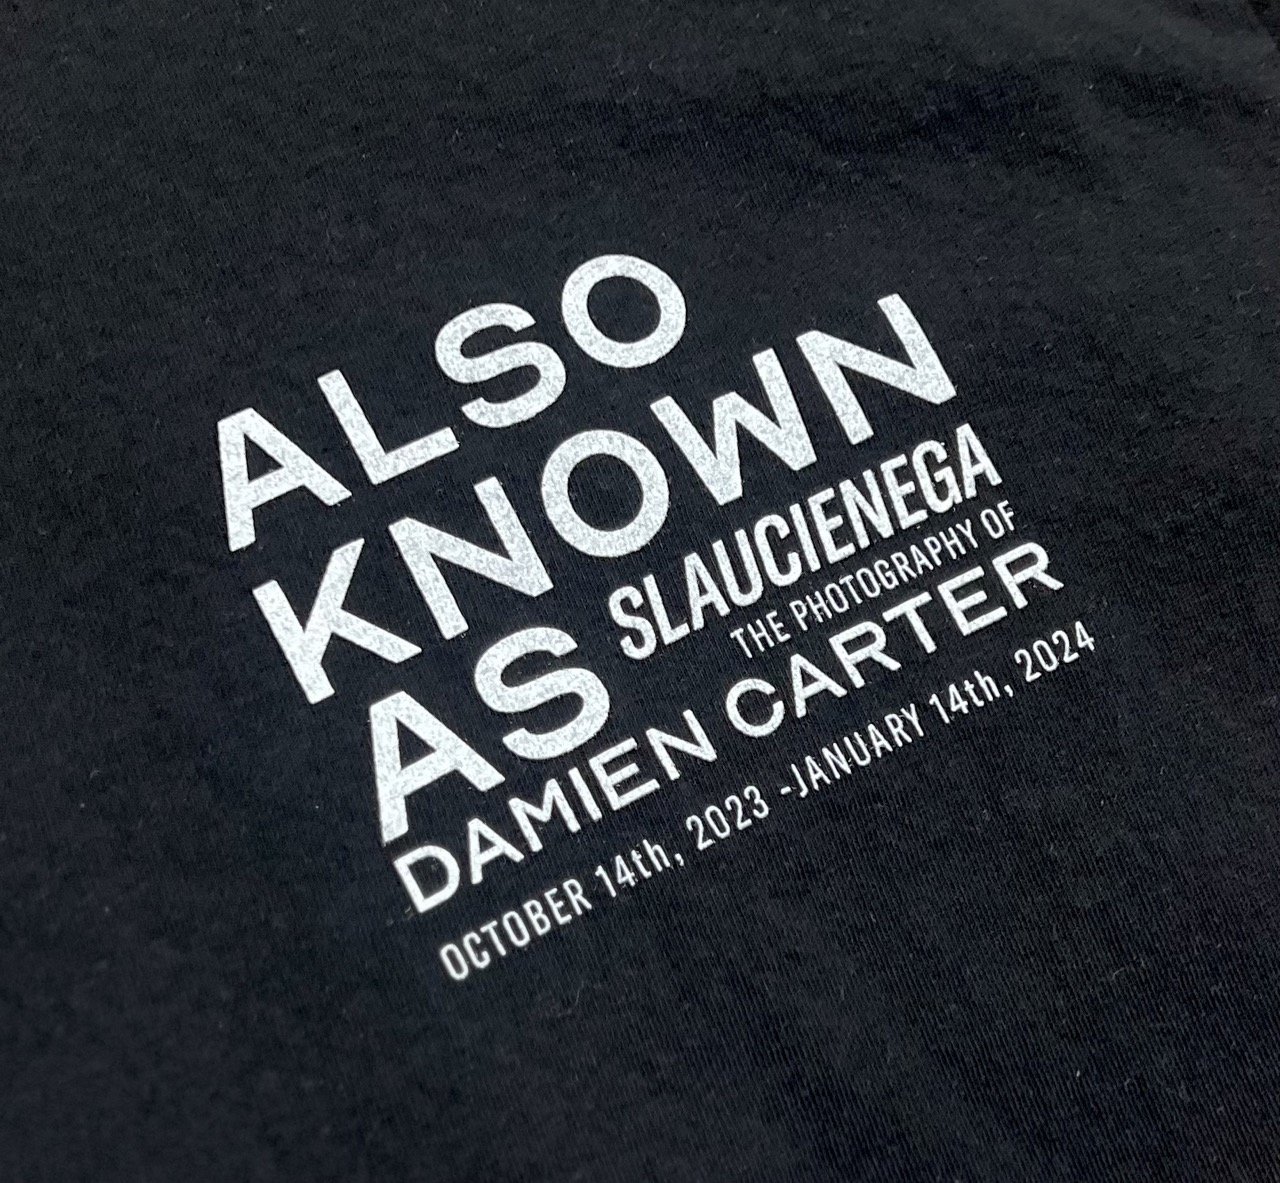 ALSO
KNOWN
AS
SLAUCIENEGA
THE PHOTOGRAPHY OF
DAMIEN CARTER
OCTOBER 14th, 2023 -JANUARY 14th, 2024